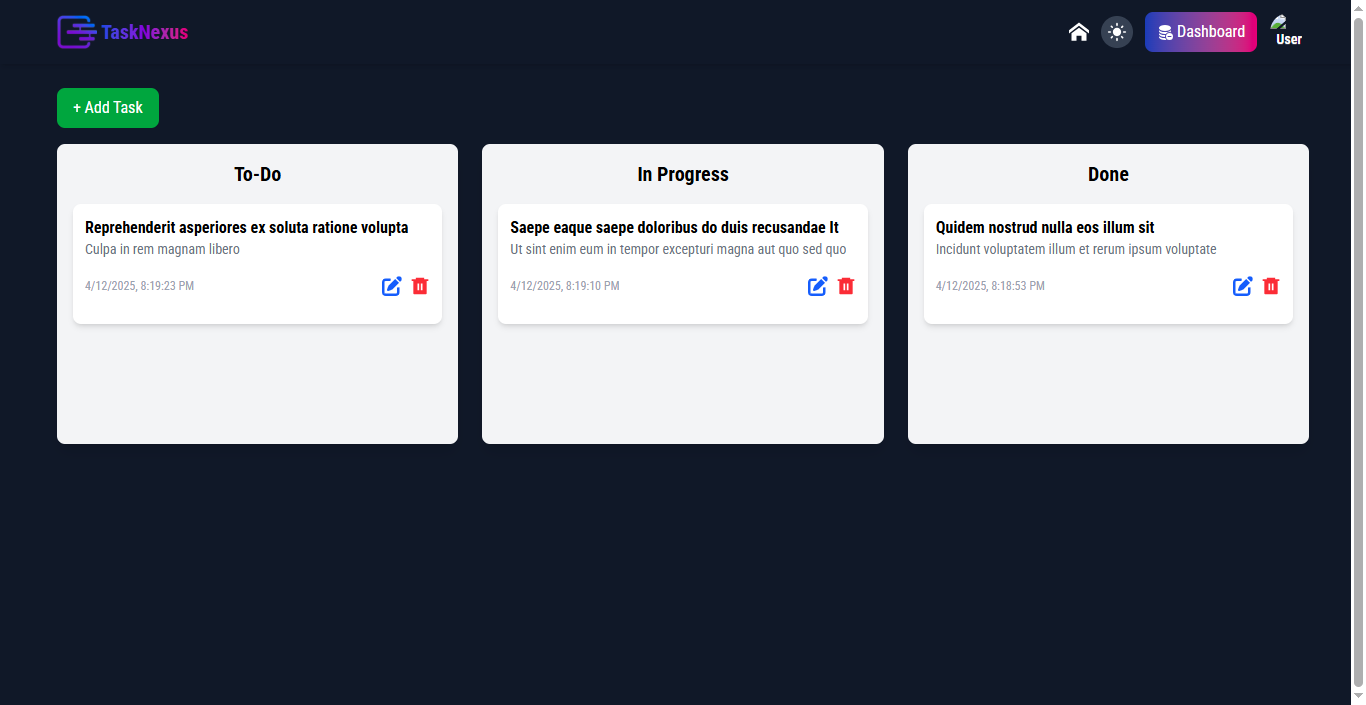 TaskNexus
Dashboard
User
+ Add Task
To-Do
Reprehenderit asperiores ex soluta ratione volupta
Culpa in rem magnam libero
4/12/2025, 8:19:23 PM
In Progress
Saepe eaque saepe doloribus do duis recusandae It
Ut sint enim eum in tempor excepturi magna aut quo sed quo
4/12/2025, 8:19:10 PM
Done
Quidem nostrud nulla eos illum sit
Incidunt voluptatem illum et rerum ipsum voluptate
4/12/2025, 8:18:53 PM